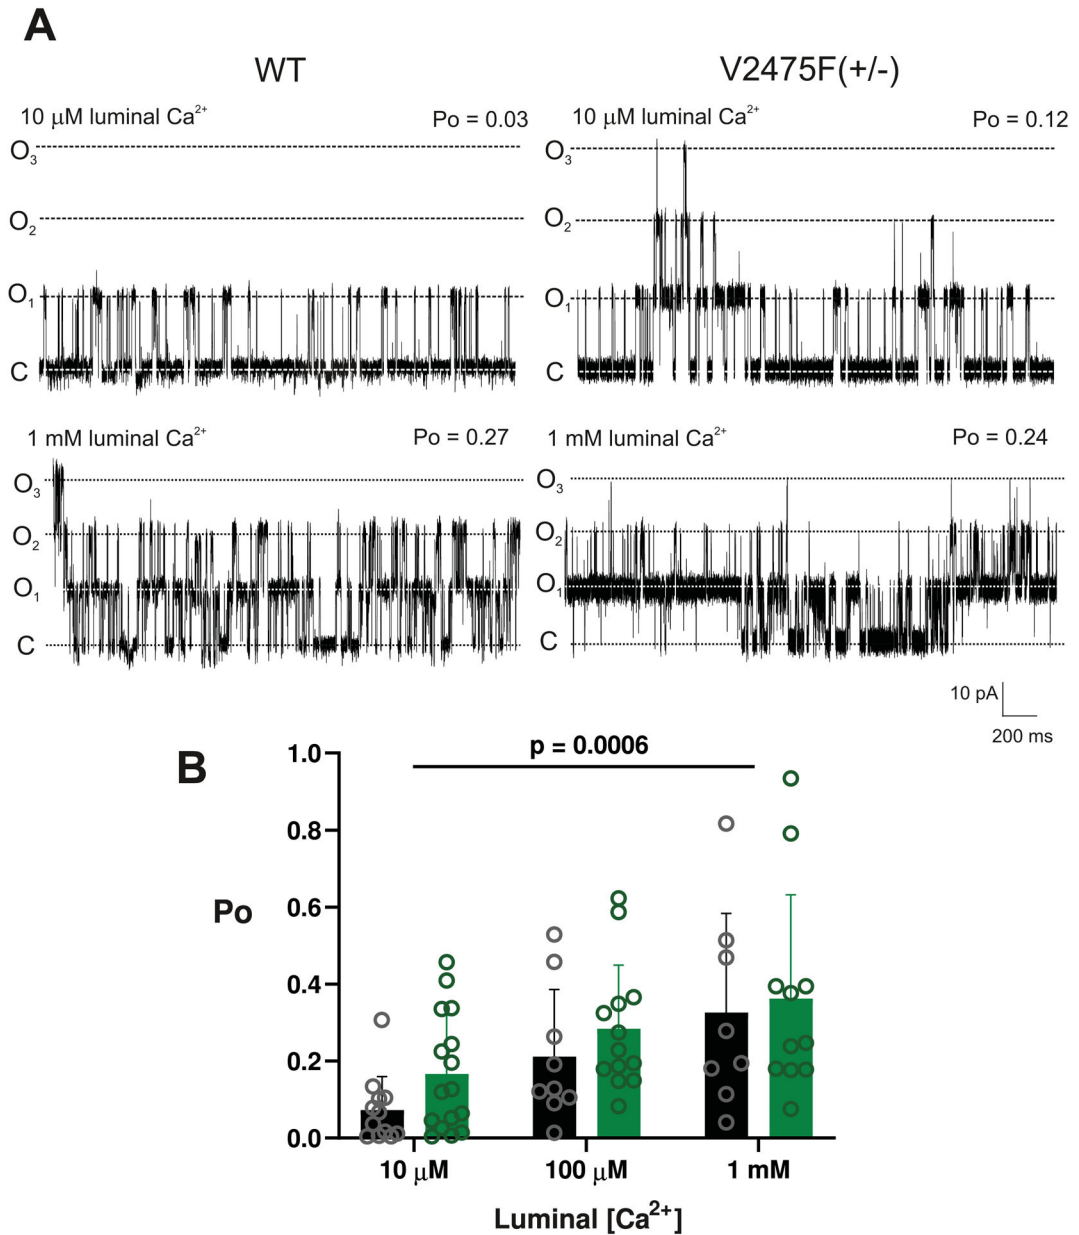 A
WT
V2475F(+/-)
10 μM luminal Ca²⁺ Po = 0.03
10 μM luminal Ca²⁺ Po = 0.12
O₃
O₂
O₁
C
O₃
O₂
O₁
C
1 mM luminal Ca²⁺ Po = 0.27
1 mM luminal Ca²⁺ Po = 0.24
O₃
O₂
O₁
C
O₃
O₂
O₁
C
10 pA
200 ms
B
p = 0.0006
1.0
0.8
0.6
0.4
0.2
0.0
Po
10 μM 100 μM 1 mM
Luminal [Ca²⁺]